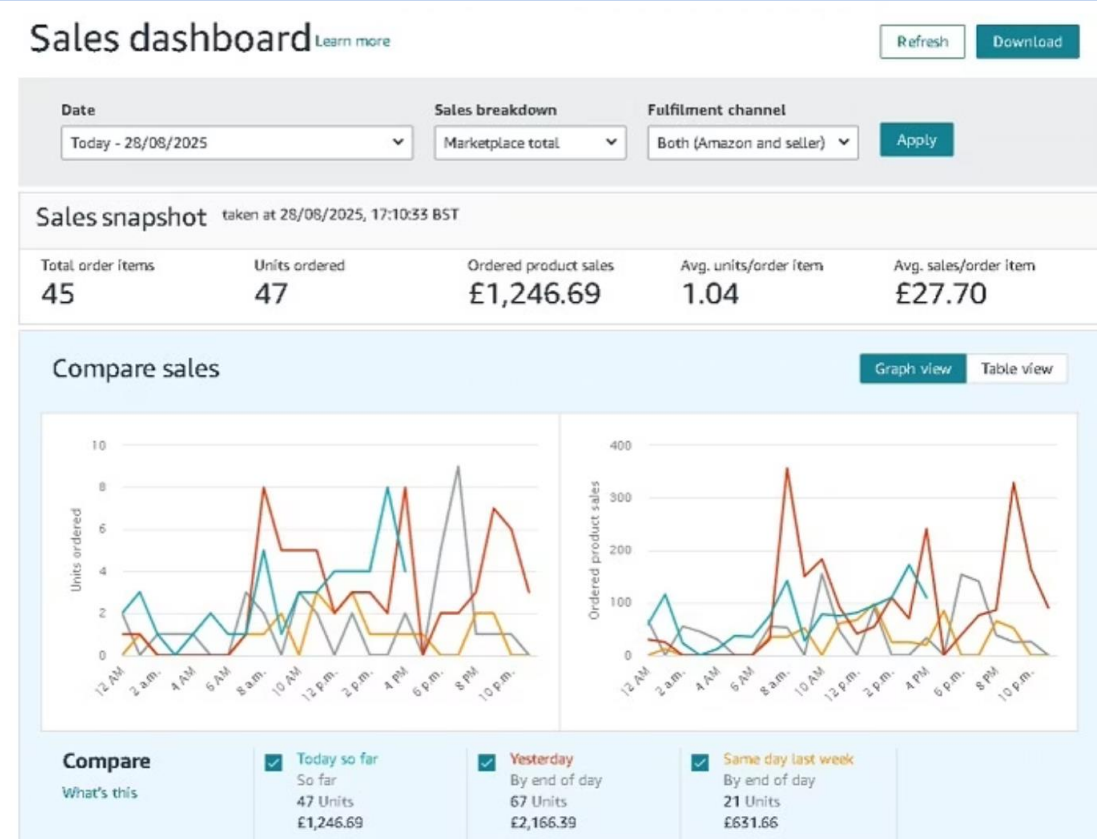 Sales dashboard Learn more
Refresh Download
Date Sales breakdown Fulfilment channel
Today - 28/08/2025 Marketplace total Both (Amazon and seller) Apply
Sales snapshot taken at 28/08/2025, 17:10:33 BST
Total order items Units ordered Ordered product sales Avg. units/order item Avg. sales/order item
45 47 £1,246.69 1.04 £27.70
Compare sales
Graph view Table view
Units ordered
10
8
6
4
2
0
12 AM 2 a.m. 4 AM 6 AM 8 a.m. 10 AM 12 p.m. 2 p.m. 4 PM 6 p.m. 8 PM 10 p.m.
Ordered product sales
400
300
200
100
0
12 AM 2 a.m. 4 AM 6 AM 8 a.m. 10 AM 12 p.m. 2 p.m. 4 PM 6 p.m. 8 PM 10 p.m.
Compare
What's this
Today so far
So far
47 Units
£1,246.69
Yesterday
By end of day
67 Units
£2,166.39
Same day last week
By end of day
21 Units
£631.66